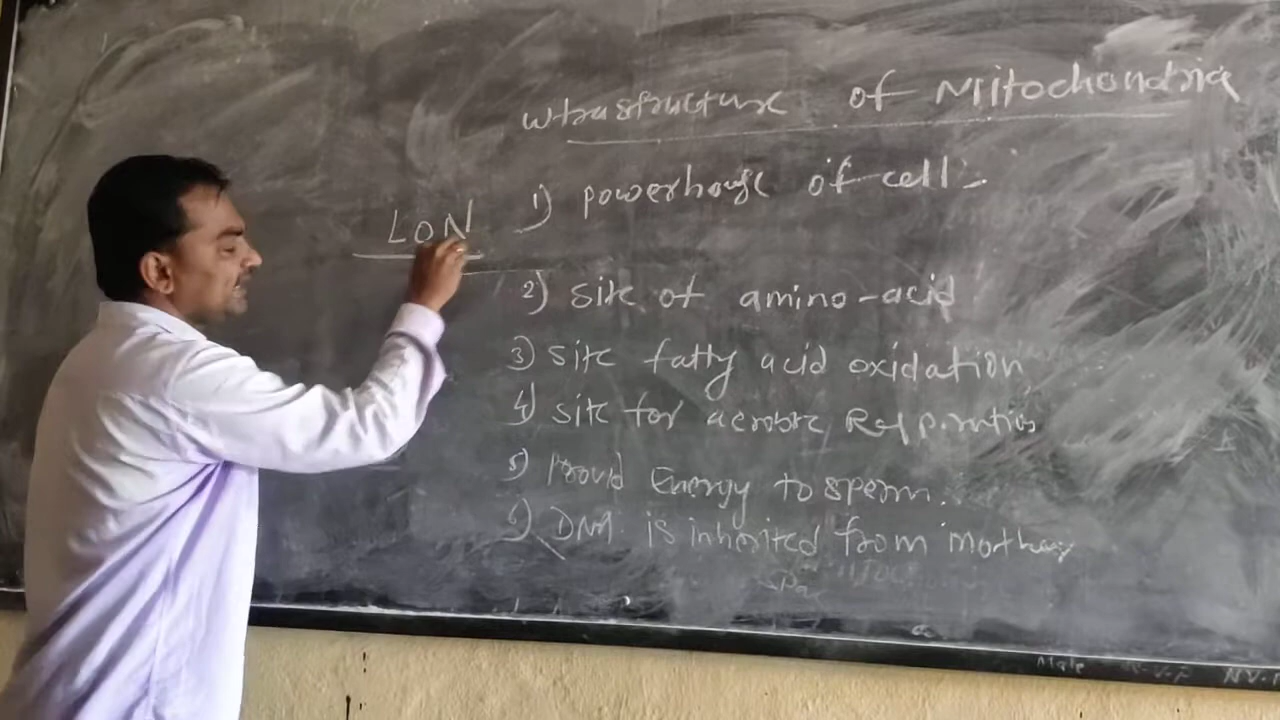 Ultrastructure of Mitochondria
LON
1) powerhouse of cell :-
2) site of amino-acid
3) site fatty acid oxidation
4) site for aerobic Respiration
5) Provid Energy to sperm.
6) DNA is inherited from Mother
Male